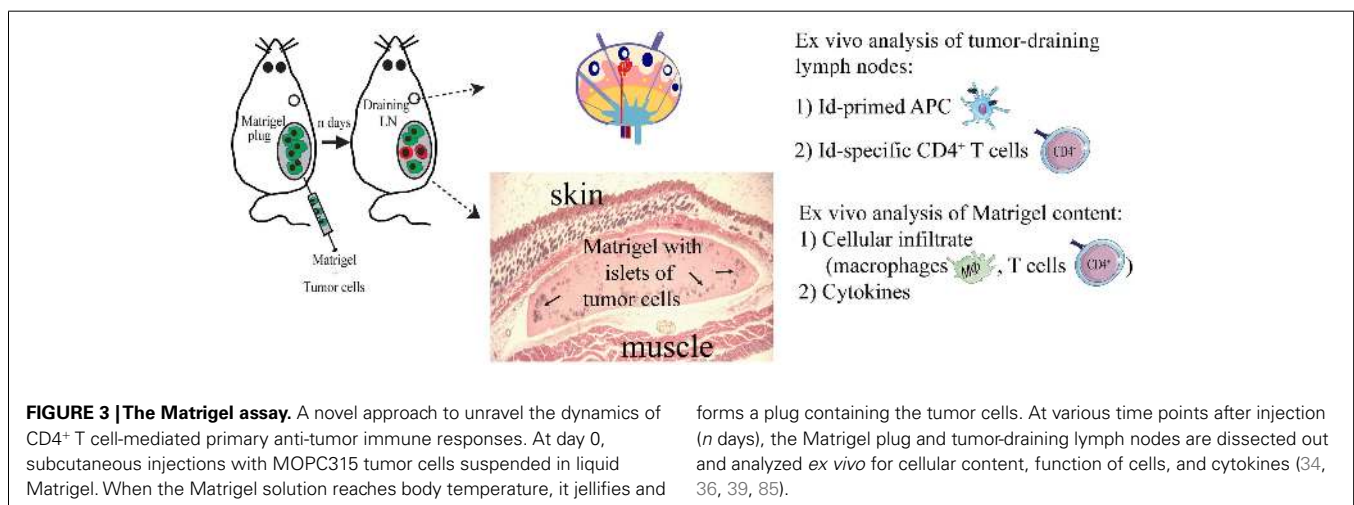 Matrigel
plug
n days
Draining
LN
Matrigel
Tumor cells
skin
Matrigel with
islets of
tumor cells
muscle
Ex vivo analysis of tumor-draining
lymph nodes:
1) Id-primed APC
2) Id-specific CD4⁺ T cells CD4⁺
Ex vivo analysis of Matrigel content:
1) Cellular infiltrate
(macrophages MΦ, T cells CD4⁺)
2) Cytokines
FIGURE 3 | The Matrigel assay. A novel approach to unravel the dynamics of
CD4⁺ T cell-mediated primary anti-tumor immune responses. At day 0,
subcutaneous injections with MOPC315 tumor cells suspended in liquid
Matrigel. When the Matrigel solution reaches body temperature, it jellifies and
forms a plug containing the tumor cells. At various time points after injection
(n days), the Matrigel plug and tumor-draining lymph nodes are dissected out
and analyzed ex vivo for cellular content, function of cells, and cytokines (34,
36, 39, 85).